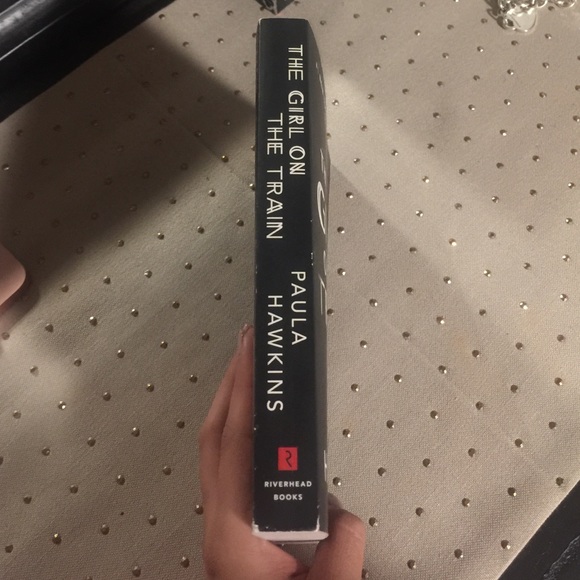 THE GIRL ON
THE TRAIN
PAULA
HAWKINS
RIVERHEAD
BOOKS